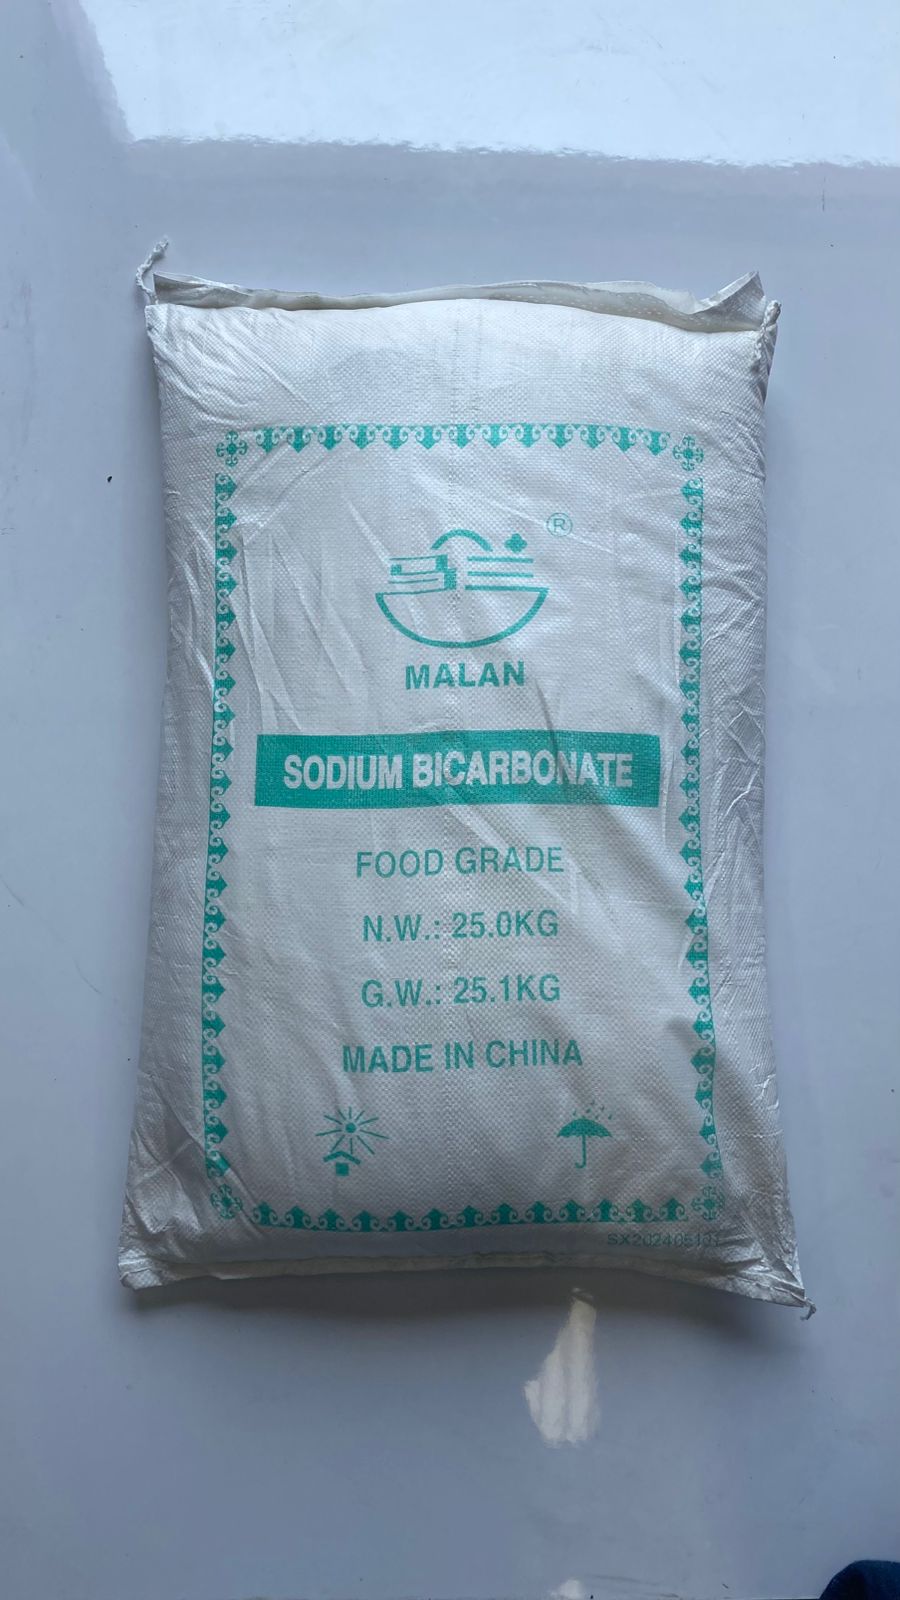 ®
MALAN
SODIUM BICARBONATE
FOOD GRADE
N.W.: 25.0KG
G.W.: 25.1KG
MADE IN CHINA